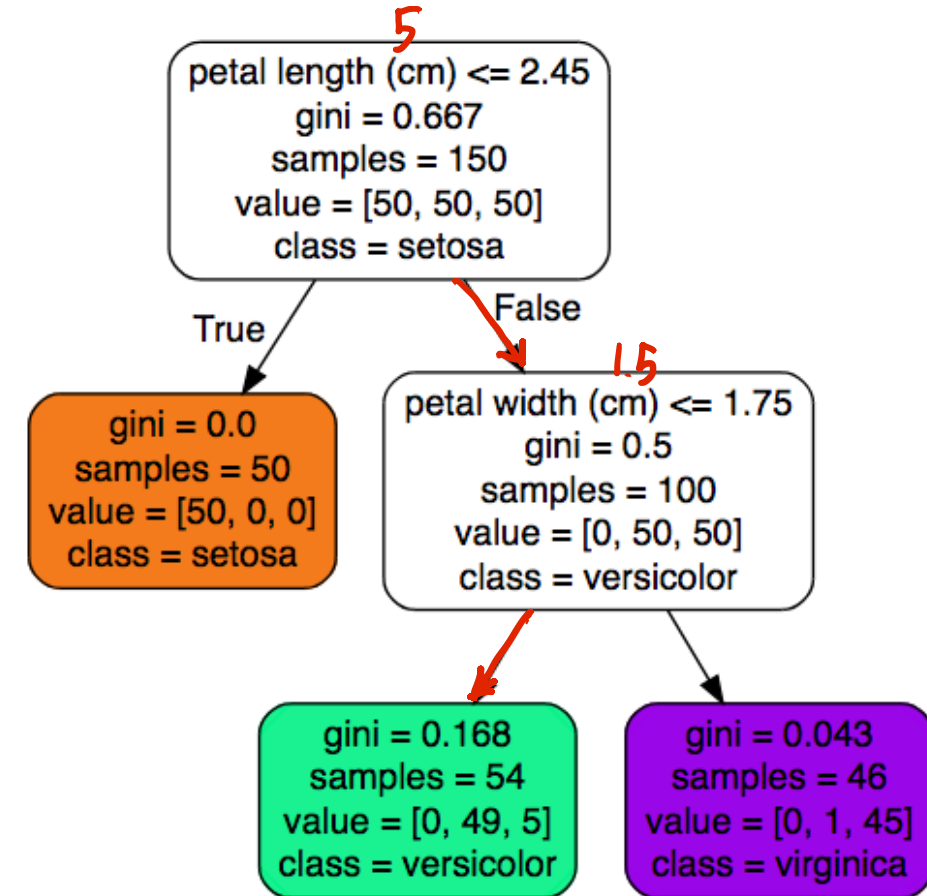 5
petal length (cm) <= 2.45
gini = 0.667
samples = 150
value = [50, 50, 50]
class = setosa
True
False
1.5
gini = 0.0
samples = 50
value = [50, 0, 0]
class = setosa
petal width (cm) <= 1.75
gini = 0.5
samples = 100
value = [0, 50, 50]
class = versicolor
gini = 0.168
samples = 54
value = [0, 49, 5]
class = versicolor
gini = 0.043
samples = 46
value = [0, 1, 45]
class = virginica